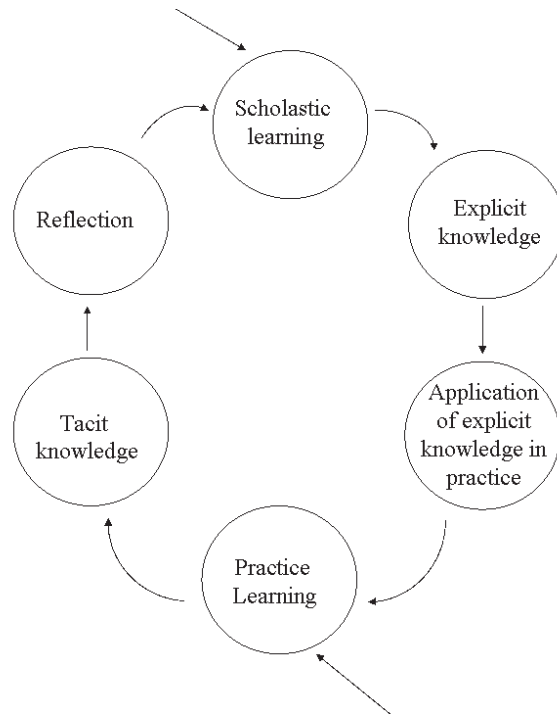 Scholastic
learning
Explicit
knowledge
Application
of explicit
knowledge in
practice
Practice
Learning
Tacit
knowledge
Reflection